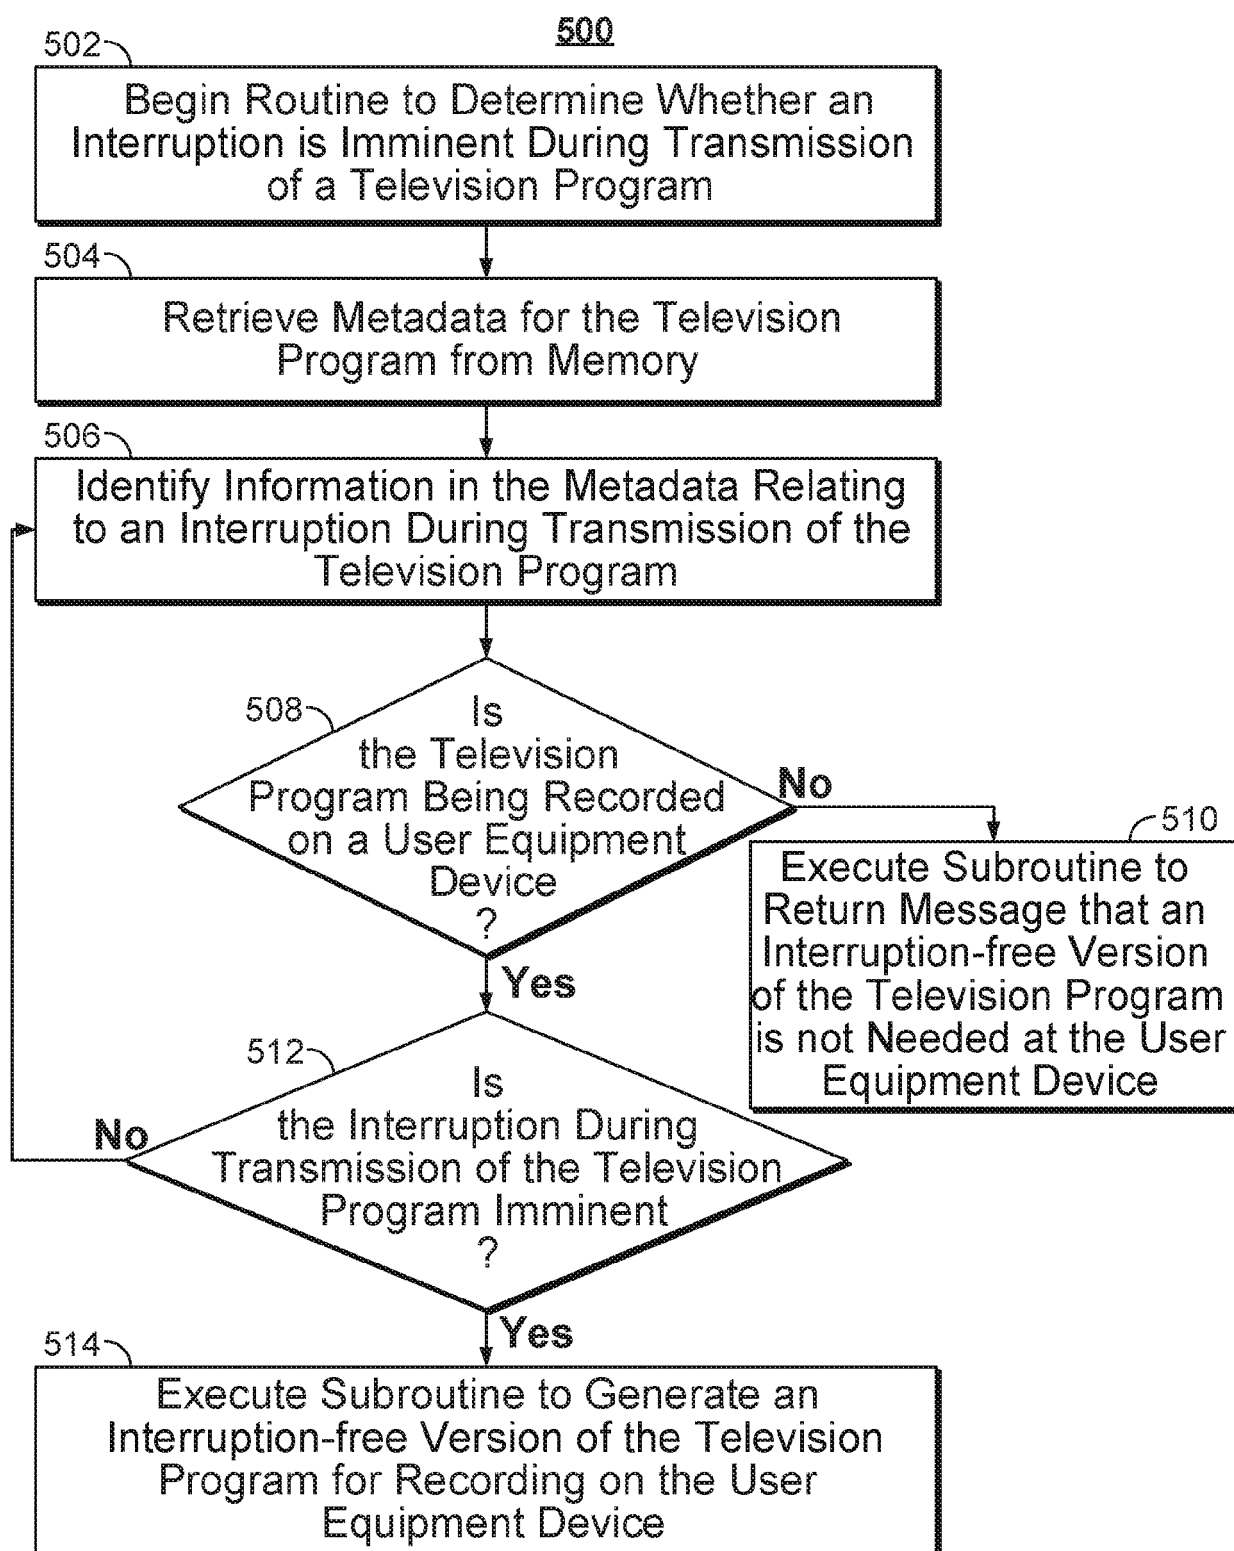 500
502
Begin Routine to Determine Whether an
Interruption is Imminent During Transmission
of a Television Program
504
Retrieve Metadata for the Television
Program from Memory
506
Identify Information in the Metadata Relating
to an Interruption During Transmission of the
Television Program
508
Is
the Television
Program Being Recorded
on a User Equipment
Device
?
No
510
Execute Subroutine to
Return Message that an
Interruption-free Version
of the Television Program
is not Needed at the User
Equipment Device
Yes
512
Is
the Interruption During
Transmission of the Television
Program Imminent
?
No
Yes
514
Execute Subroutine to Generate an
Interruption-free Version of the Television
Program for Recording on the User
Equipment Device